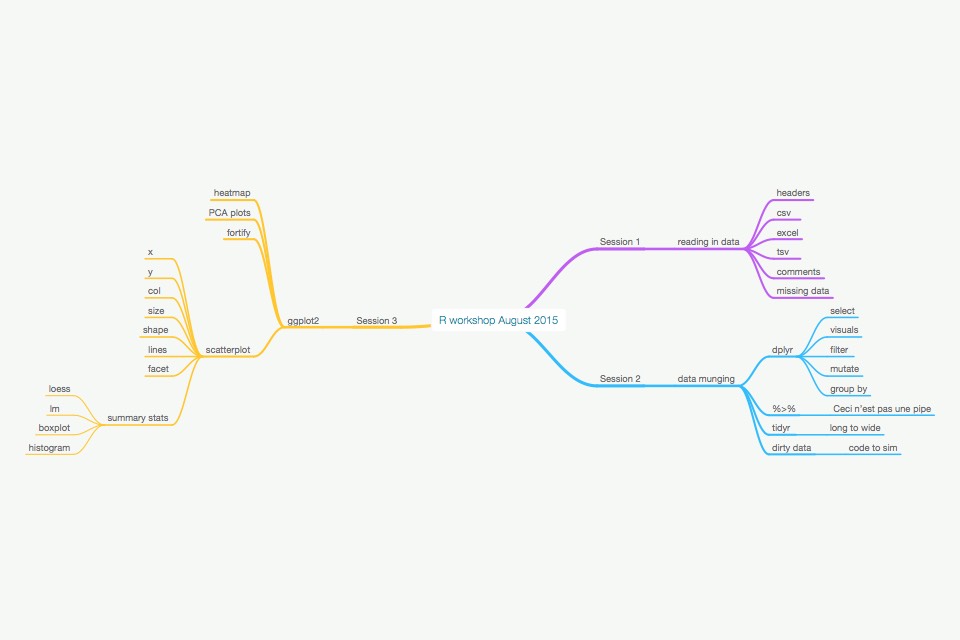 R workshop August 2015
Session 1
reading in data
headers
csv
excel
tsv
comments
missing data
Session 2
data munging
dplyr
select
visuals
filter
mutate
group by
%>%
Ceci n'est pas une pipe
tidyr
long to wide
dirty data
code to sim
Session 3
ggplot2
heatmap
PCA plots
fortify
scatterplot
x
y
col
size
shape
lines
facet
summary stats
loess
lm
boxplot
histogram